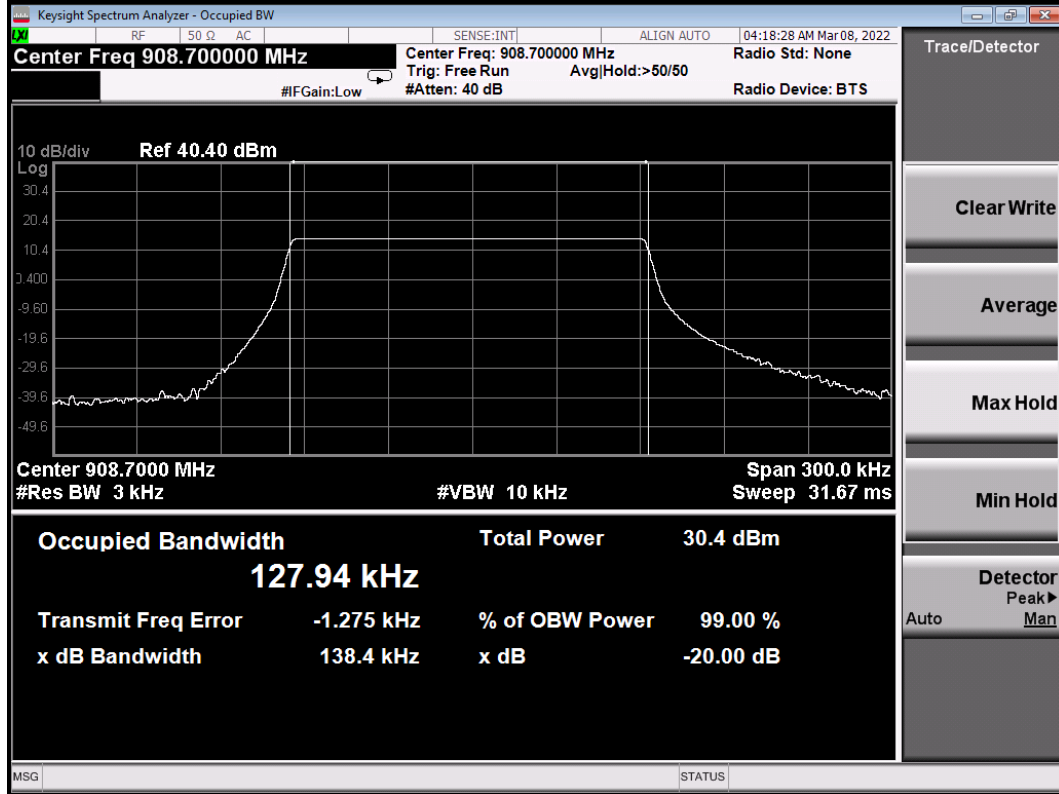 Keysight Spectrum Analyzer - Occupied BW
LXI RF 50 Ω AC SENSE:INT ALIGN AUTO 04:18:28 AM Mar 08, 2022
Center Freq 908.700000 MHz
Center Freq: 908.700000 MHz Radio Std: None
Trig: Free Run Avg|Hold:>50/50
#IFGain:Low #Atten: 40 dB Radio Device: BTS
10 dB/div Ref 40.40 dBm
Log
30.4
20.4
10.4
0.400
-9.60
-19.6
-29.6
-39.6
-49.6
Center 908.7000 MHz Span 300.0 kHz
#Res BW 3 kHz #VBW 10 kHz Sweep 31.67 ms
Occupied Bandwidth Total Power 30.4 dBm
127.94 kHz
Transmit Freq Error -1.275 kHz % of OBW Power 99.00 %
x dB Bandwidth 138.4 kHz x dB -20.00 dB
MSG STATUS
Trace/Detector
Clear Write
Average
Max Hold
Min Hold
Detector
Peak▶
Auto Man